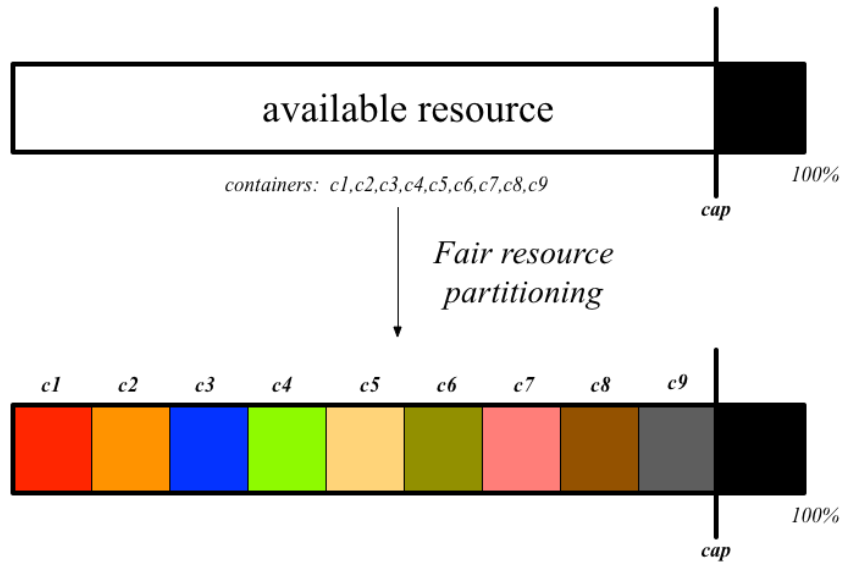 available resource
100%
containers: c1,c2,c3,c4,c5,c6,c7,c8,c9
cap
Fair resource
partitioning
c1 c2 c3 c4 c5 c6 c7 c8 c9
100%
cap